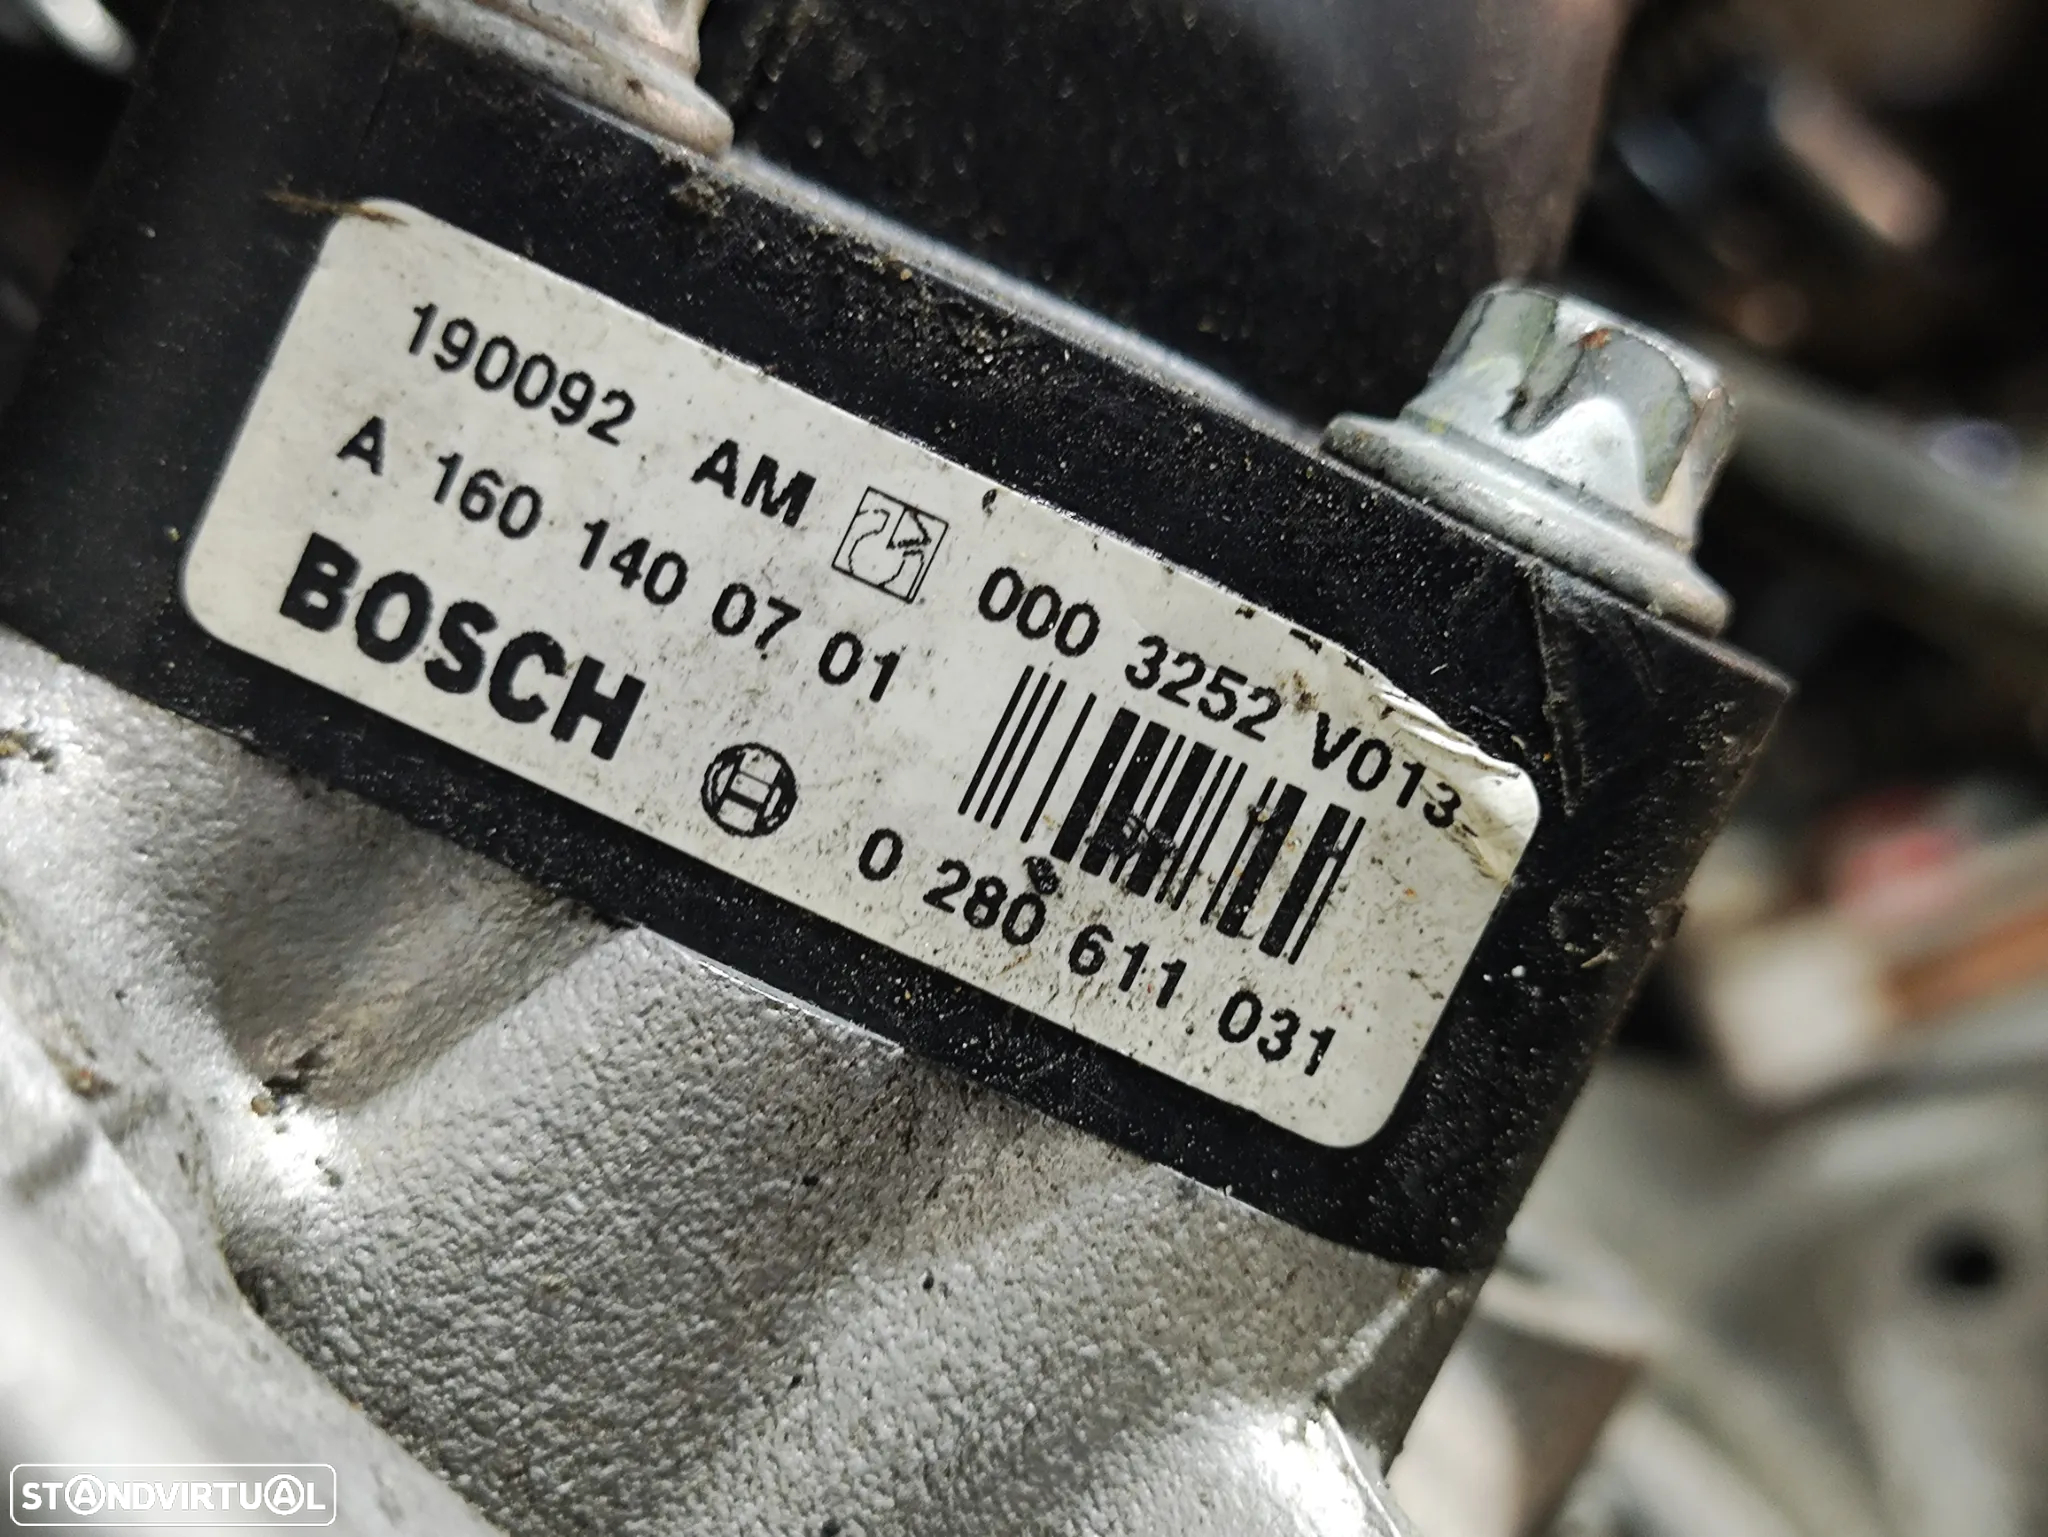 190092 AM 000 3252 V013-
A 160 140 07 01
BOSCH 0 280 611 031
STANDVIRTUAL